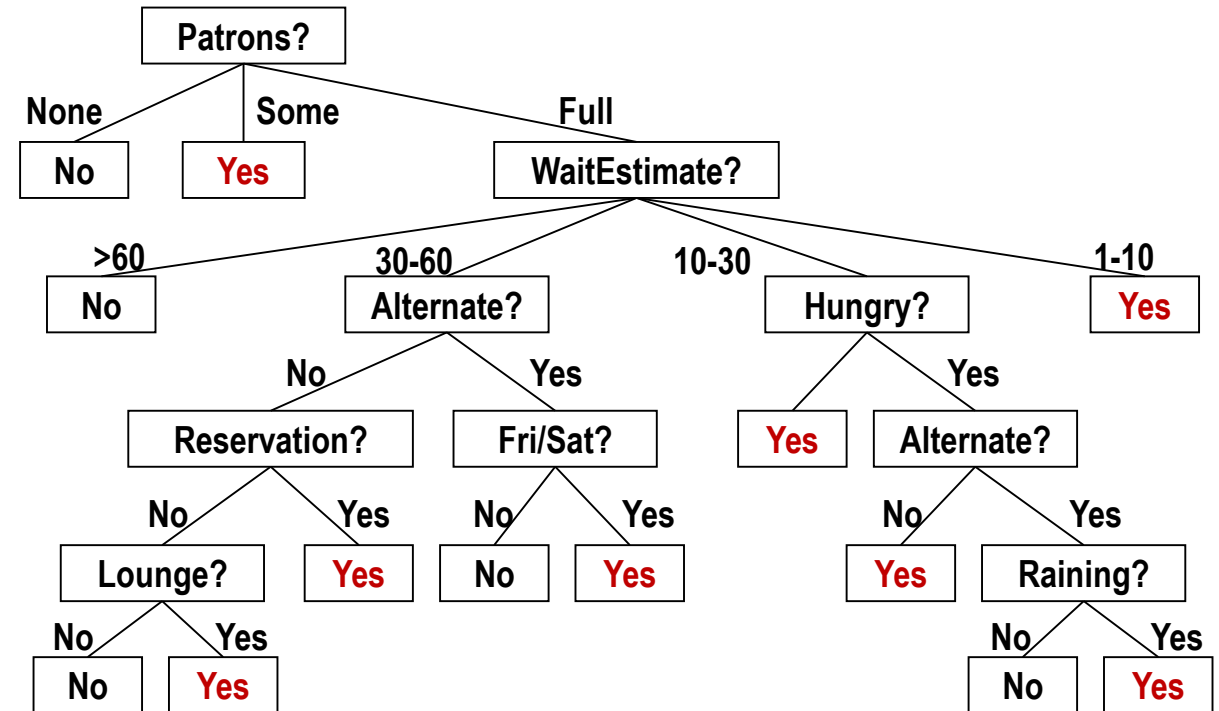 Patrons?
None Some Full
No Yes WaitEstimate?
>60 30-60 10-30 1-10
No Alternate? Hungry? Yes
No Yes Yes
Reservation? Fri/Sat? Yes Alternate?
No Yes No Yes No Yes
Lounge? Yes No Yes Yes Raining?
No Yes No Yes
No Yes No Yes